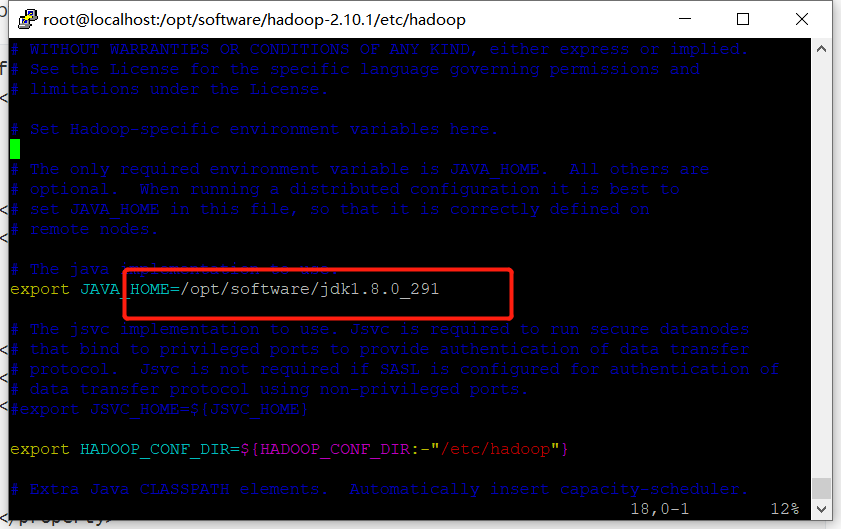 root@localhost:/opt/software/hadoop-2.10.1/etc/hadoop
# WITHOUT WARRANTIES OR CONDITIONS OF ANY KIND, either express or implied.
# See the License for the specific language governing permissions and
# limitations under the License.
# Set Hadoop-specific environment variables here.
# The only required environment variable is JAVA_HOME.  All others are
# optional.  When running a distributed configuration it is best to
# set JAVA_HOME in this file, so that it is correctly defined on
# remote nodes.
# The java implementation to use.
export JAVA_HOME=/opt/software/jdk1.8.0_291
# The jsvc implementation to use. Jsvc is required to run secure datanodes
# that bind to privileged ports to provide authentication of data transfer
# protocol.  Jsvc is not required if SASL is configured for authentication of
# data transfer protocol using non-privileged ports.
#export JSVC_HOME=${JSVC_HOME}
export HADOOP_CONF_DIR=${HADOOP_CONF_DIR:-"/etc/hadoop"}
# Extra Java CLASSPATH elements.  Automatically insert capacity-scheduler.
18,0-1 12%